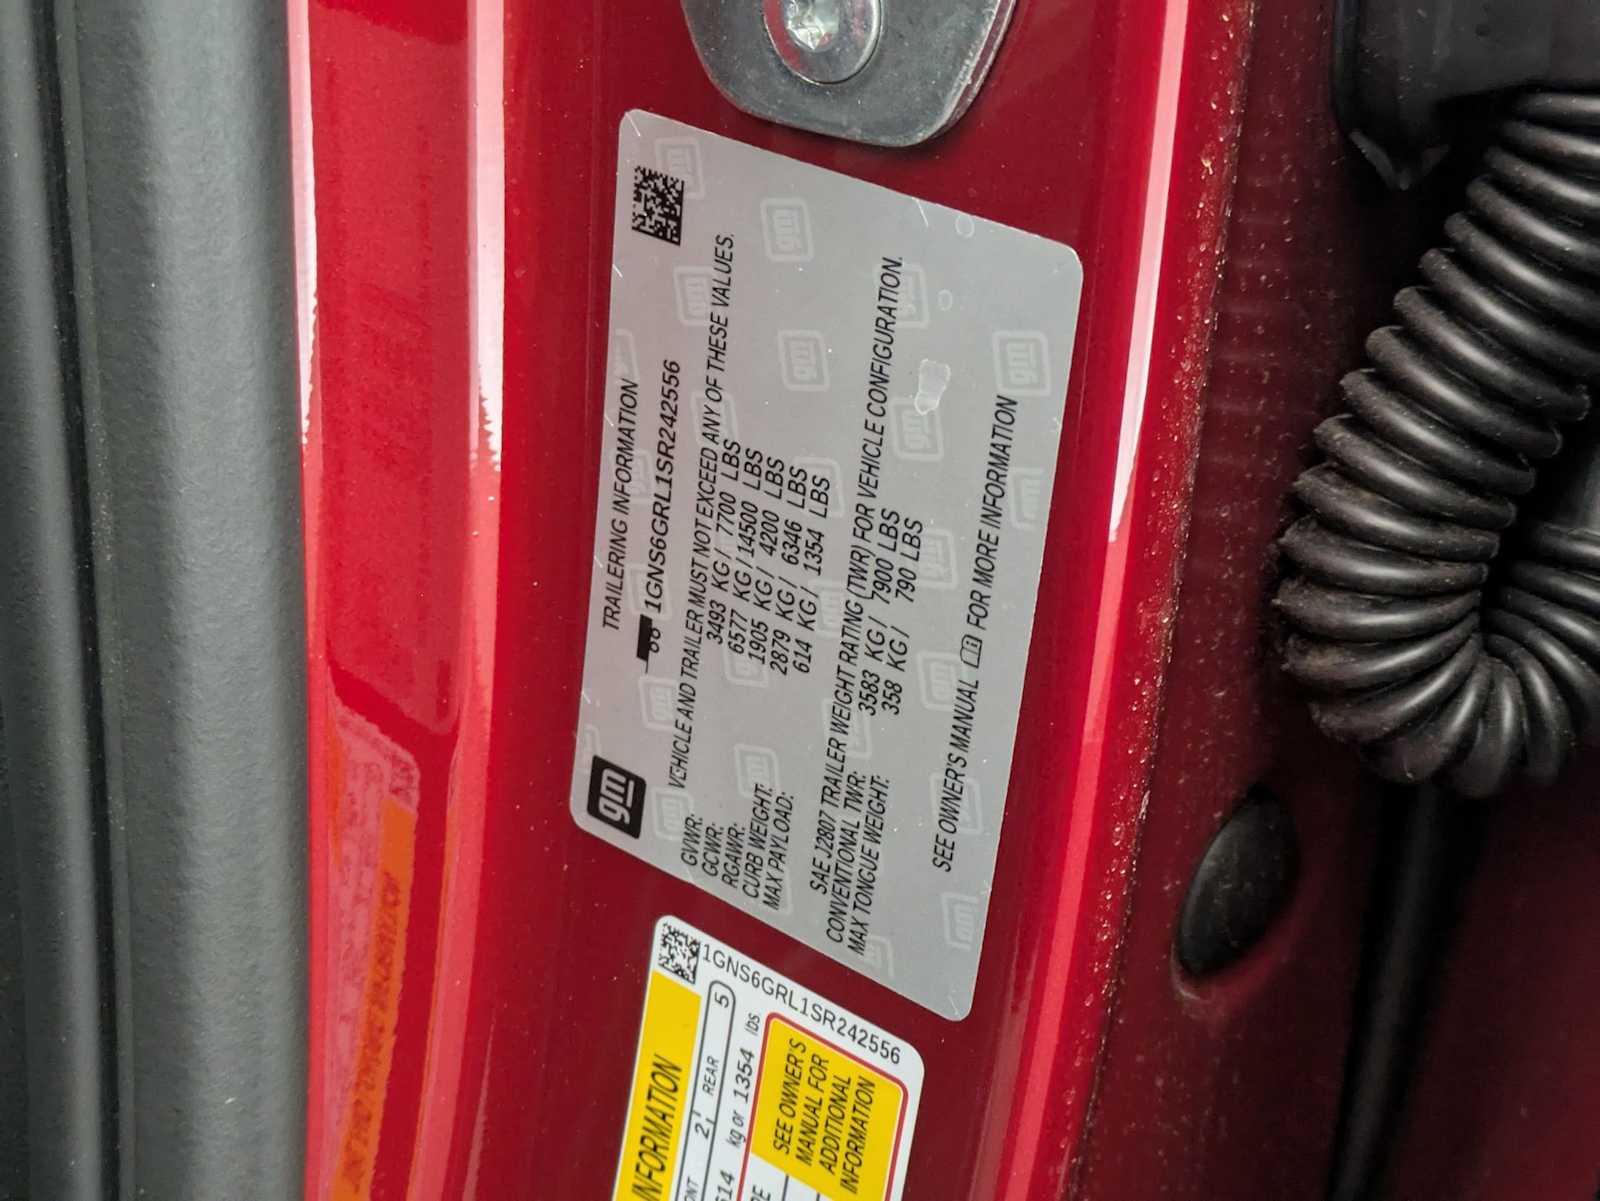 gm
TRAILERING INFORMATION
1GNS6GRL1SR242556
VEHICLE AND TRAILER MUST NOT EXCEED ANY OF THESE VALUES.
GVWR: 3493 KG / 7700 LBS
GCWR: 6577 KG / 14500 LBS
RGAWR: 1905 KG / 4200 LBS
CURB WEIGHT: 2879 KG / 6346 LBS
MAX PAYLOAD: 614 KG / 1354 LBS
SAE J2807 TRAILER WEIGHT RATING (TWR) FOR VEHICLE CONFIGURATION.
CONVENTIONAL TWR: 3583 KG / 7900 LBS
MAX TONGUE WEIGHT: 358 KG / 790 LBS
SEE OWNER'S MANUAL FOR MORE INFORMATION
1GNS6GRL1SR242556
INFORMATION
REAR 5
614 kg or 1354 lbs
SEE OWNER'S
MANUAL FOR
ADDITIONAL
INFORMATION